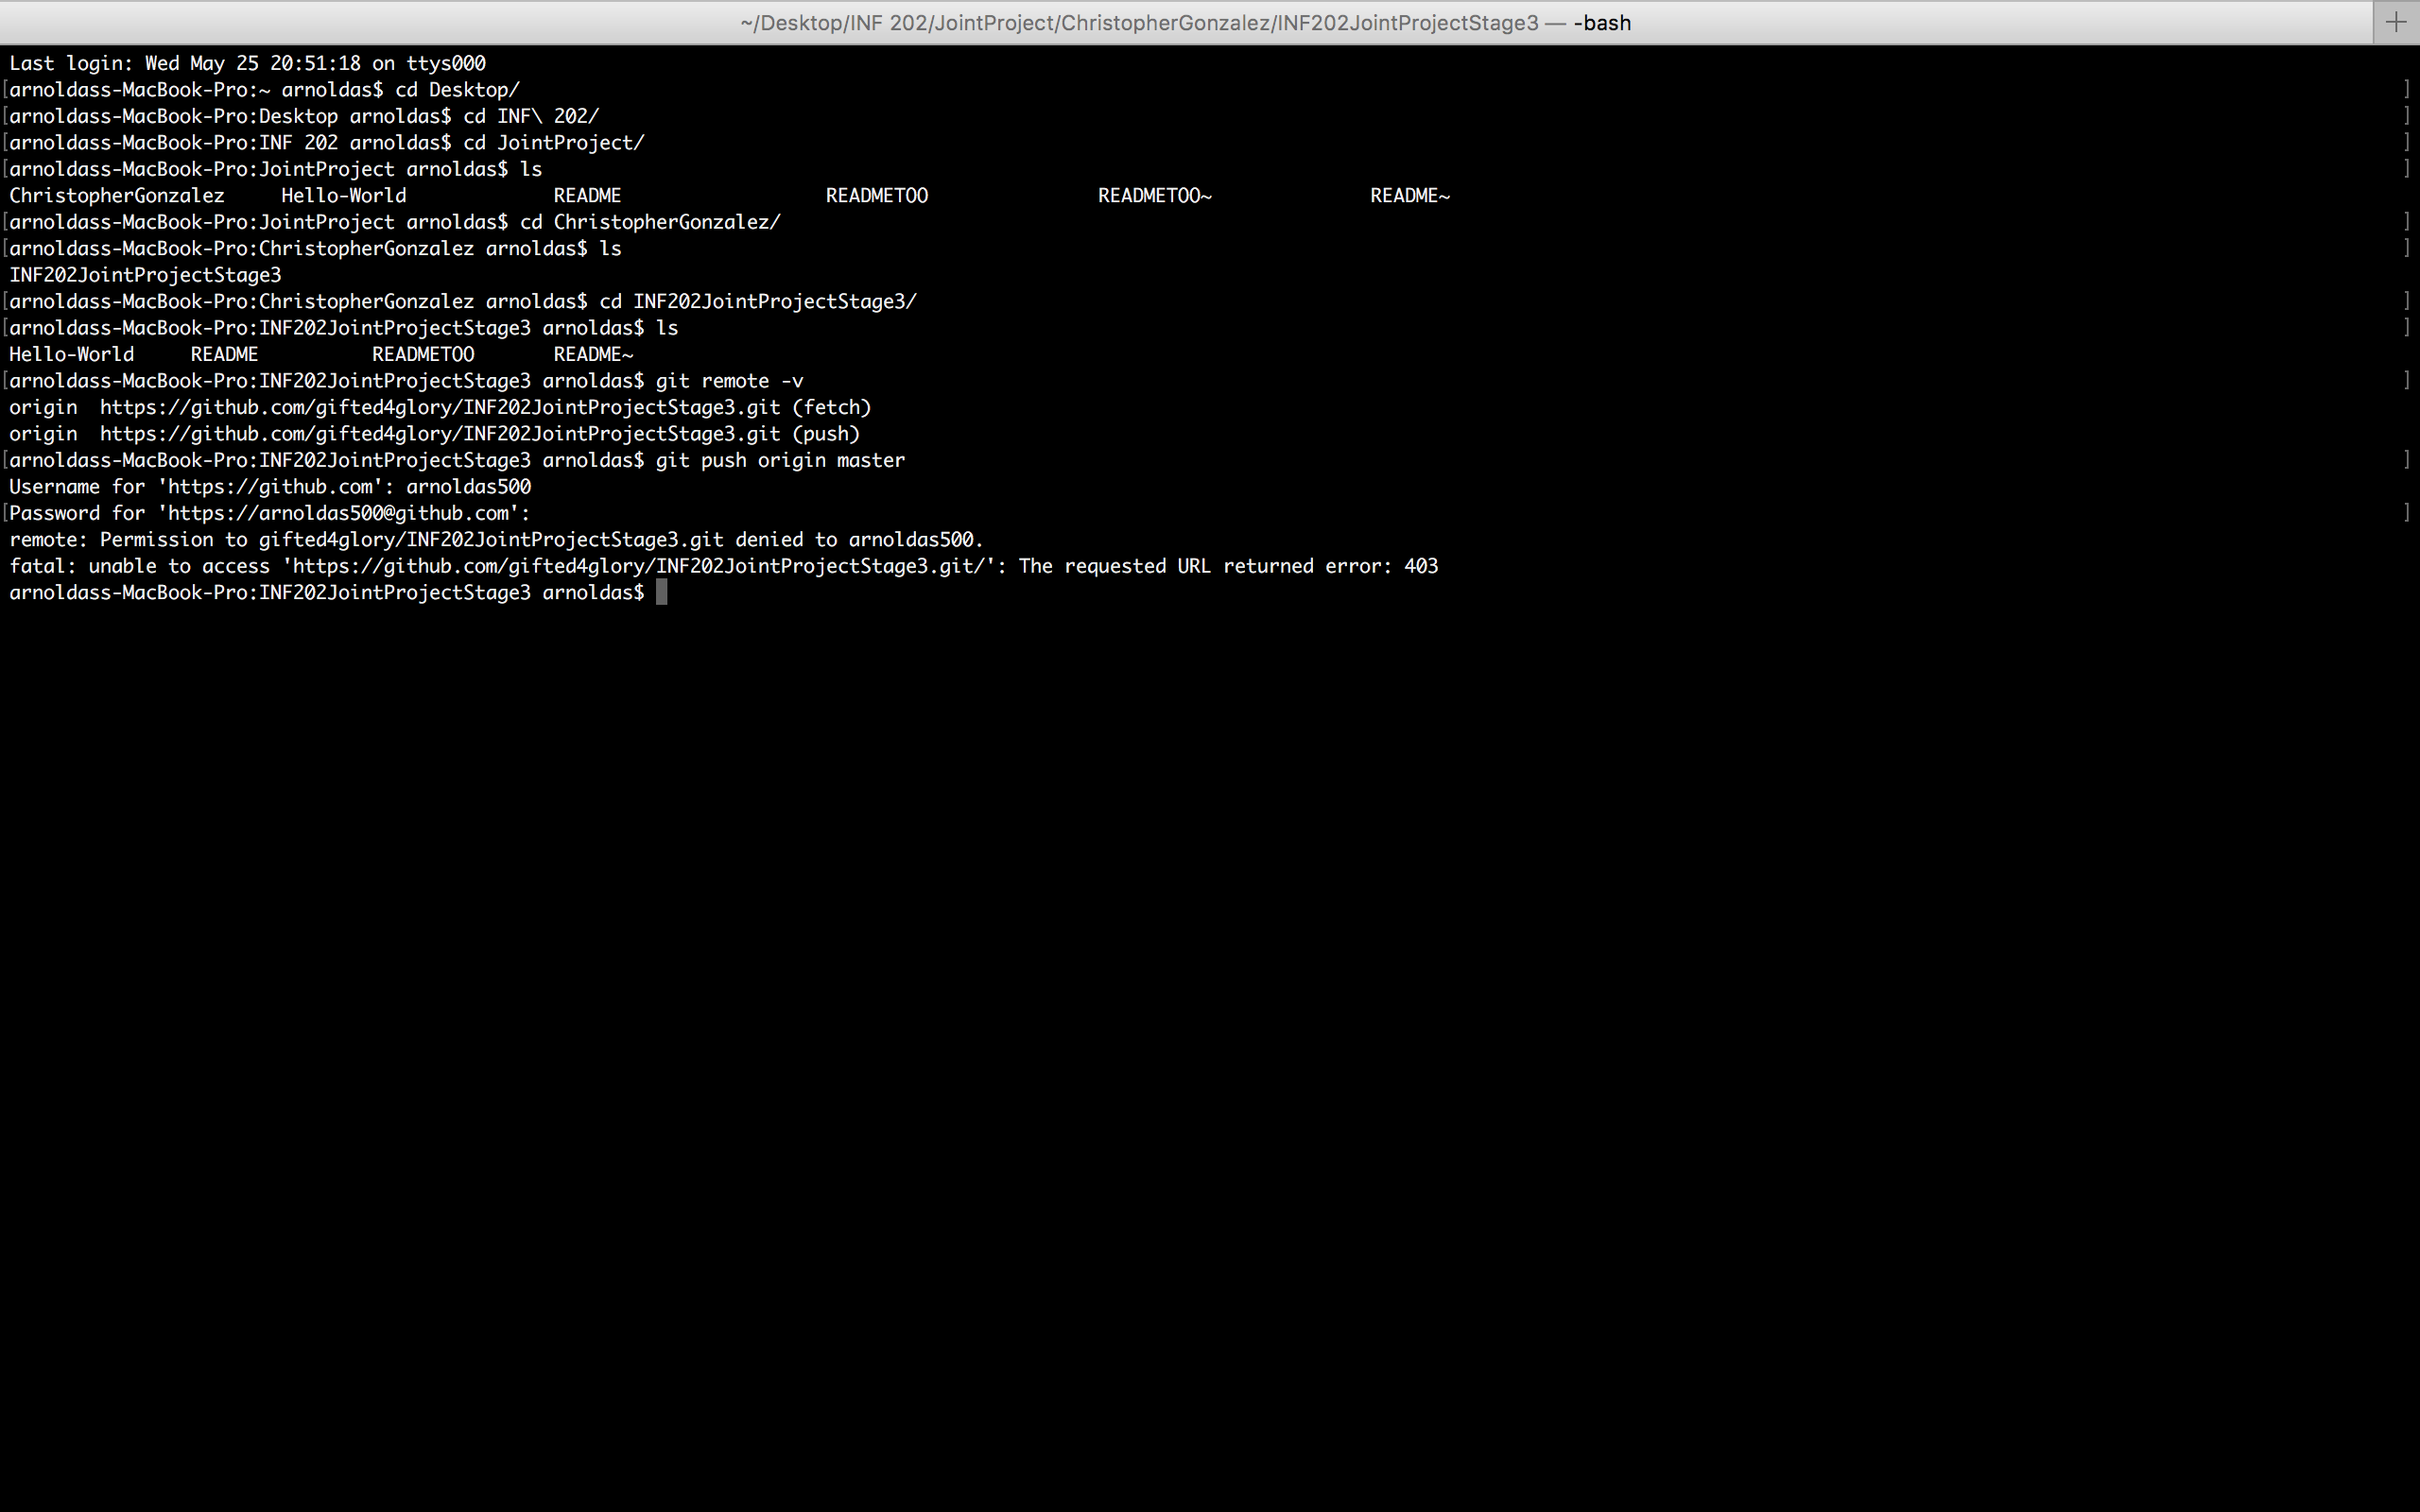 ~/Desktop/INF 202/JointProject/ChristopherGonzalez/INF202JointProjectStage3 — -bash
Last login: Wed May 25 20:51:18 on ttys000
[arnoldass-MacBook-Pro:~ arnoldas$ cd Desktop/ ]
[arnoldass-MacBook-Pro:Desktop arnoldas$ cd INF\ 202/ ]
[arnoldass-MacBook-Pro:INF 202 arnoldas$ cd JointProject/ ]
[arnoldass-MacBook-Pro:JointProject arnoldas$ ls ]
ChristopherGonzalez Hello-World README READMETOO READMETOO~ README~
[arnoldass-MacBook-Pro:JointProject arnoldas$ cd ChristopherGonzalez/ ]
[arnoldass-MacBook-Pro:ChristopherGonzalez arnoldas$ ls ]
INF202JointProjectStage3
[arnoldass-MacBook-Pro:ChristopherGonzalez arnoldas$ cd INF202JointProjectStage3/ ]
[arnoldass-MacBook-Pro:INF202JointProjectStage3 arnoldas$ ls ]
Hello-World README READMETOO README~
[arnoldass-MacBook-Pro:INF202JointProjectStage3 arnoldas$ git remote -v ]
origin https://github.com/gifted4glory/INF202JointProjectStage3.git (fetch)
origin https://github.com/gifted4glory/INF202JointProjectStage3.git (push)
[arnoldass-MacBook-Pro:INF202JointProjectStage3 arnoldas$ git push origin master ]
Username for 'https://github.com': arnoldas500
[Password for 'https://arnoldas500@github.com': ]
remote: Permission to gifted4glory/INF202JointProjectStage3.git denied to arnoldas500.
fatal: unable to access 'https://github.com/gifted4glory/INF202JointProjectStage3.git/': The requested URL returned error: 403
arnoldass-MacBook-Pro:INF202JointProjectStage3 arnoldas$